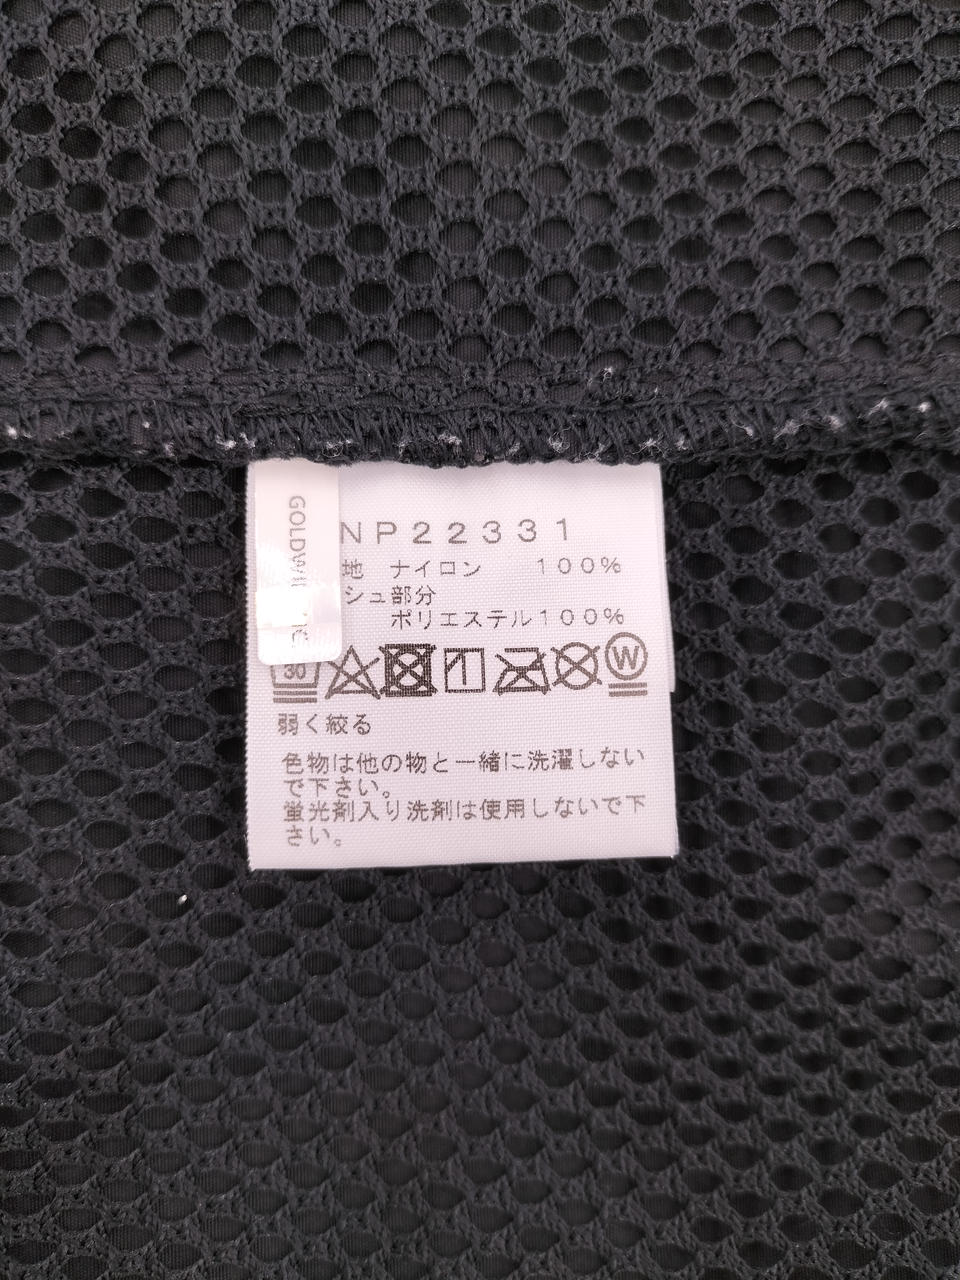 GOLDWIN
NP22331
地 ナイロン 100%
シュ部分
ポリエステル100%
30
W
弱く絞る
色物は他の物と一緒に洗濯しない
で下さい。
蛍光剤入り洗剤は使用しないで下
さい。